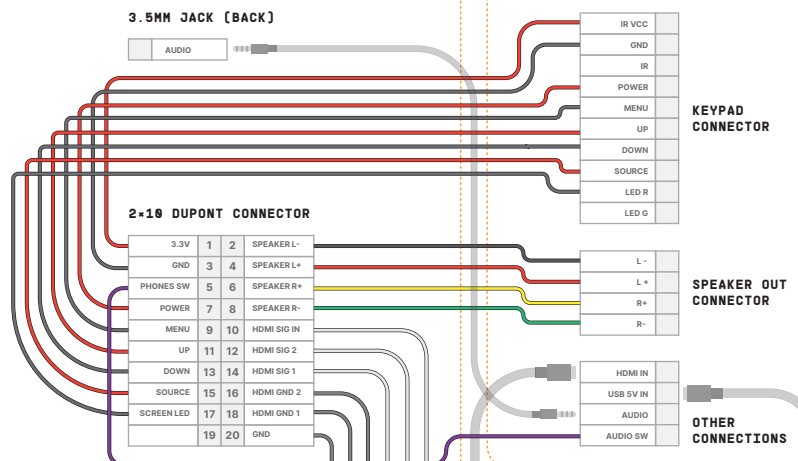 3.5MM JACK (BACK)
AUDIO
IR VCC
GND
IR
POWER
MENU
UP
DOWN
SOURCE
LED R
LED G
KEYPAD
CONNECTOR
2×10 DUPONT CONNECTOR
3.3V 1 2 SPEAKER L-
GND 3 4 SPEAKER L+
PHONES SW 5 6 SPEAKER R+
POWER 7 8 SPEAKER R-
MENU 9 10 HDMI SIG IN
UP 11 12 HDMI SIG 2
DOWN 13 14 HDMI SIG 1
SOURCE 15 16 HDMI GND 2
SCREEN LED 17 18 HDMI GND 1
19 20 GND
L -
L +
R+
R-
SPEAKER OUT
CONNECTOR
HDMI IN
USB 5V IN
AUDIO
AUDIO SW
OTHER
CONNECTIONS